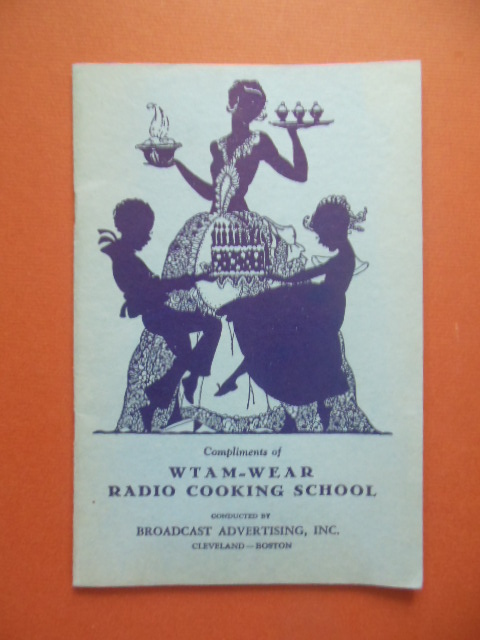 Compliments of
WTAM-WEAR
RADIO COOKING SCHOOL
CONDUCTED BY
BROADCAST ADVERTISING, INC.
CLEVELAND—BOSTON